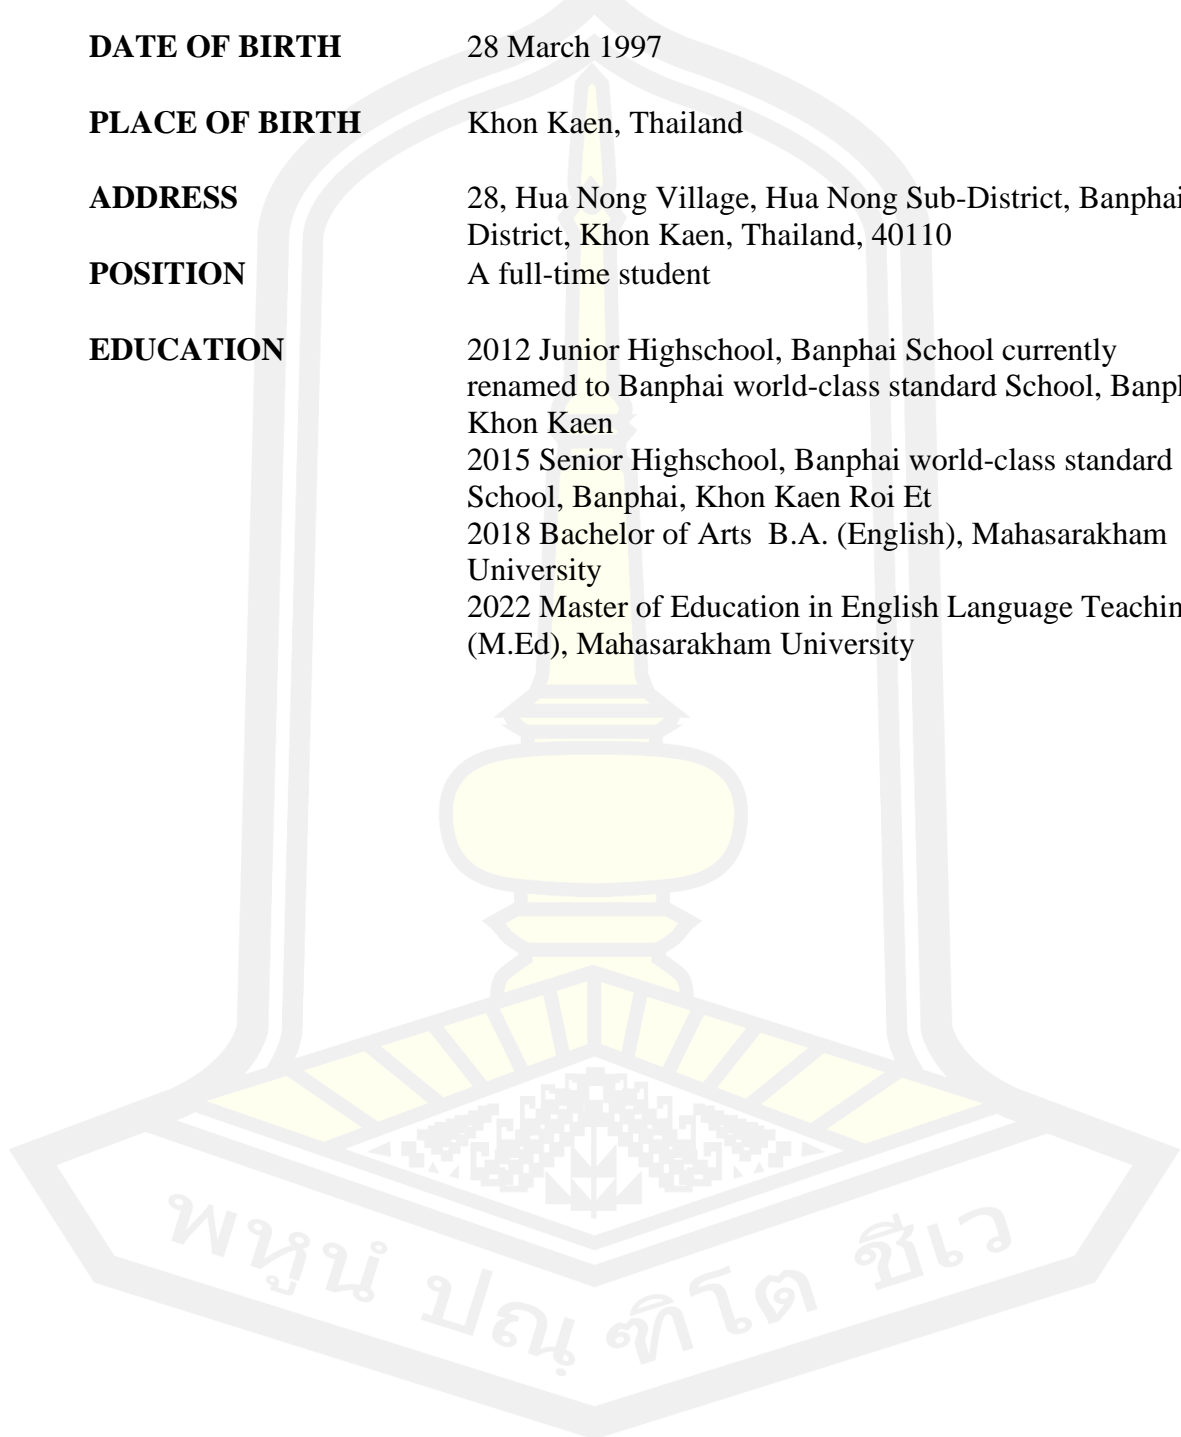 DATE OF BIRTH 28 March 1997
PLACE OF BIRTH Khon Kaen, Thailand
ADDRESS 28, Hua Nong Village, Hua Nong Sub-District, Banphai
District, Khon Kaen, Thailand, 40110
POSITION A full-time student
EDUCATION 2012 Junior Highschool, Banphai School currently
renamed to Banphai world-class standard School,
Khon Kaen
2015 Senior Highschool, Banphai world-class standard
School, Banphai, Khon Kaen Roi Et
2018 Bachelor of Arts B.A. (English), Mahasarakham
University
2022 Master of Education in English Language
(M.Ed), Mahasarakham University
พหูนํ ปณฺฑิโต ชีเว